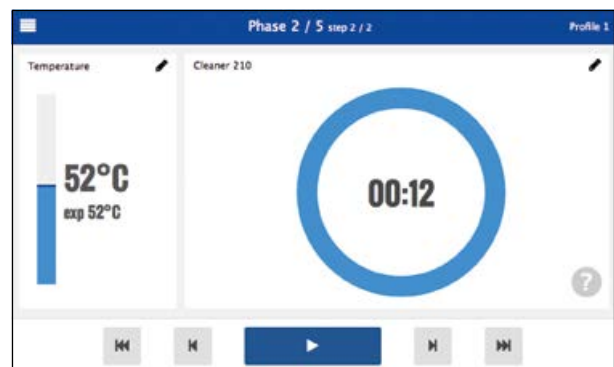 Phase 2 / 5 step 2 / 2
Profile 1
Temperature
Cleaner 210
52°C
exp 52°C
00:12
?